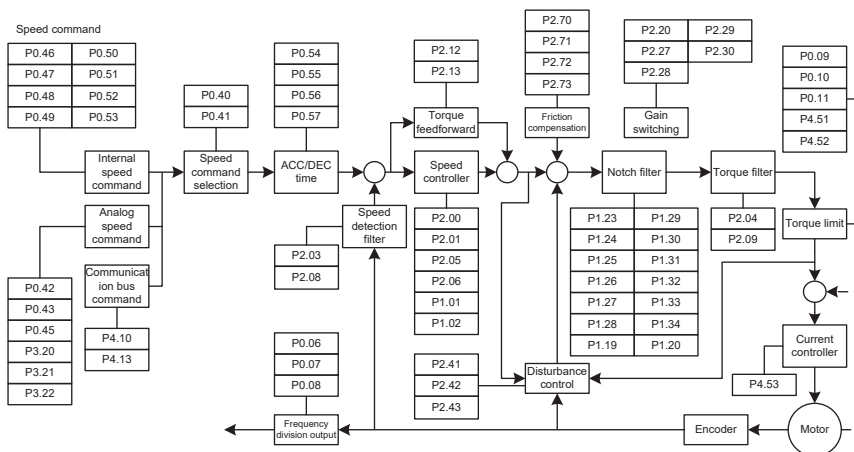 Speed command
P0.46 P0.50
P0.47 P0.51
P0.48 P0.52
P0.49 P0.53
P0.40
P0.41
P0.54
P0.55
P0.56
P0.57
P2.12
P2.13
P2.70
P2.71
P2.72
P2.73
P2.20 P2.29
P2.27 P2.30
P2.28
P0.09
P0.10
P0.11
P4.51
P4.52
Torque
feedforward
Friction
compensation
Gain
switching
Internal
speed
command
Speed
command
selection
ACC/DEC
time
Speed
controller
Notch filter
Torque filter
Analog
speed
command
Speed
detection
filter
Torque limit
P2.03
P2.08
P2.00
P2.01
P2.05
P2.06
P1.01
P1.02
P1.23 P1.29
P1.24 P1.30
P1.25 P1.31
P1.26 P1.32
P1.27 P1.33
P1.28 P1.34
P1.19 P1.20
P2.04
P2.09
Communicat
ion bus
command
P0.42
P0.43
P0.45
P3.20
P3.21
P3.22
P4.10
P4.13
P0.06
P0.07
P0.08
P2.41
P2.42
P2.43
Disturbance
control
Current
controller
P4.53
Frequency
division output
Encoder
Motor